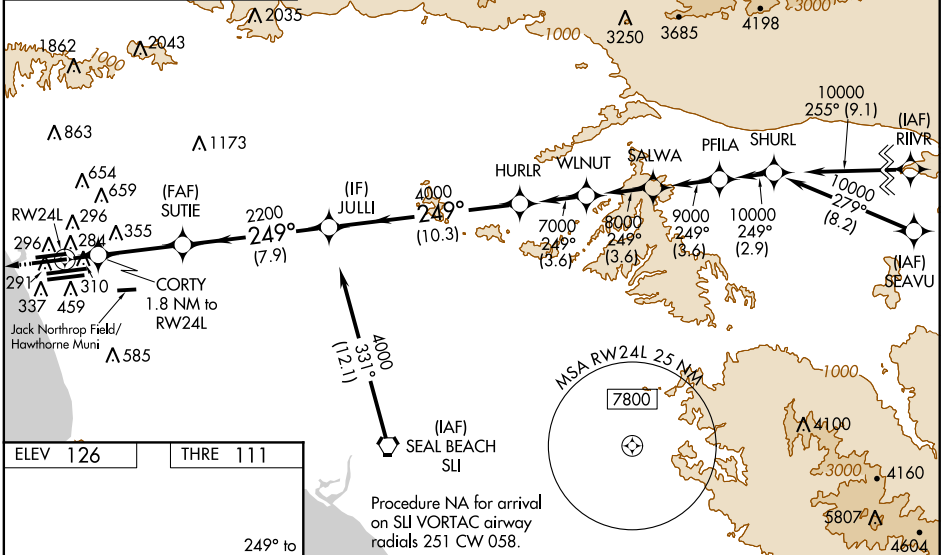 2035
1862
1000
2043
3250
3685
4198
3000
1000
863
1173
10000
255° (9.1)
(IAF)
RIIVR
SHURL
PFILA
SALWA
WLNUT
HURLR
654
659
(FAF)
SUTIE
(IF)
JULLI
4000
249°
(10.3)
2200
249°
(7.9)
7000
249°
(3.6)
8000
249°
(3.6)
9000
249°
(3.6)
10000
249°
(2.9)
10000
279°
(8.2)
(IAF)
SEAVU
RW24L
296
296
284
355
291
310
337
459
CORTY
1.8 NM to
RW24L
Jack Northrop Field/
Hawthorne Muni
585
4000
331°
(12.1)
(IAF)
SEAL BEACH
SLI
MSA RW24L 25 NM
7800
1000
4100
3000
4160
5807
4604
ELEV 126
THRE 111
249° to
Procedure NA for arrival
on SLI VORTAC airway
radials 251 CW 058.